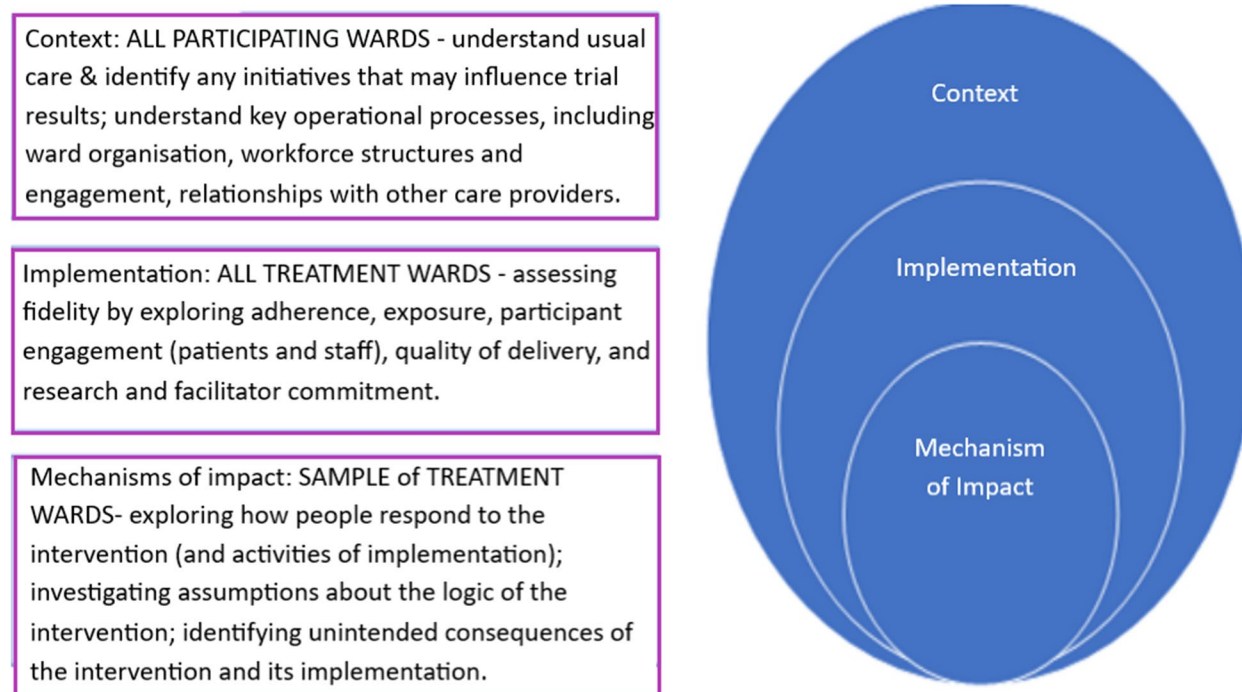 Context: ALL PARTICIPATING WARDS - understand usual
care & identify any initiatives that may influence trial
results; understand key operational processes, including
ward organisation, workforce structures and
engagement, relationships with other care providers.
Implementation: ALL TREATMENT WARDS - assessing
fidelity by exploring adherence, exposure, participant
engagement (patients and staff), quality of delivery, and
research and facilitator commitment.
Mechanisms of impact: SAMPLE of TREATMENT
WARDS- exploring how people respond to the
intervention (and activities of implementation);
investigating assumptions about the logic of the
intervention; identifying unintended consequences of
the intervention and its implementation.
Context
Implementation
Mechanism
of Impact